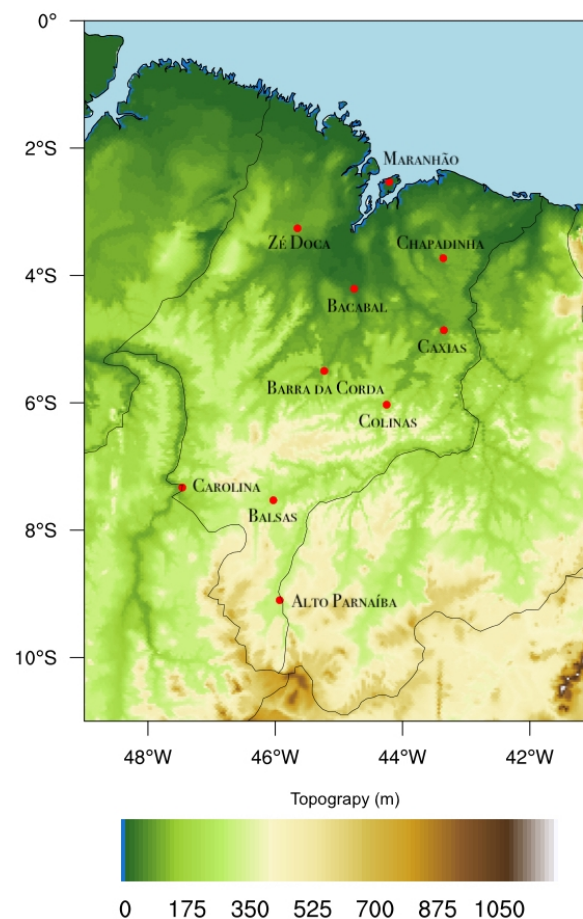 0°
2°S
4°S
6°S
8°S
10°S
Maranhão
Zé Doca
Chapadinha
Bacabal
Caxias
Barra da Corda
Colinas
Carolina
Balsas
Alto Parnaíba
48°W 46°W 44°W 42°W
Topograpy (m)
0 175 350 525 700 875 1050